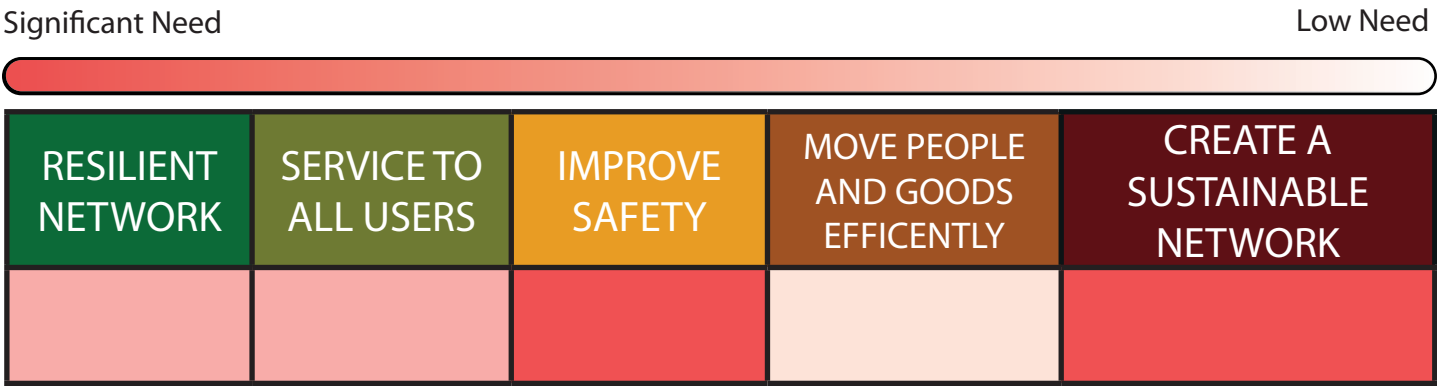 Significant Need
Low Need
RESILIENT
NETWORK
SERVICE TO
ALL USERS
IMPROVE
SAFETY
MOVE PEOPLE
AND GOODS
EFFICENTLY
CREATE A
SUSTAINABLE
NETWORK